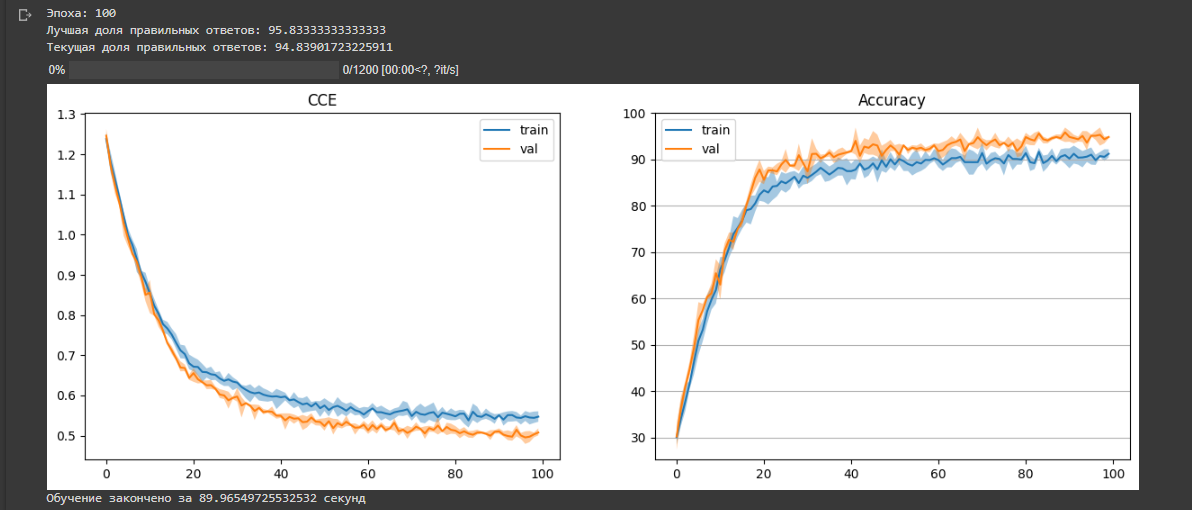 Эпоха: 100
Лучшая доля правильных ответов: 95.83333333333333
Текущая доля правильных ответов: 94.83901723225911
0% 0/1200 [00:00<?, ?it/s]
CCE
1.3
1.2
1.1
1.0
0.9
0.8
0.7
0.6
0.5
train
val
0 20 40 60 80 100
Accuracy
100
90
80
70
60
50
40
30
train
val
0 20 40 60 80 100
Обучение закончено за 89.96549725532532 секунд